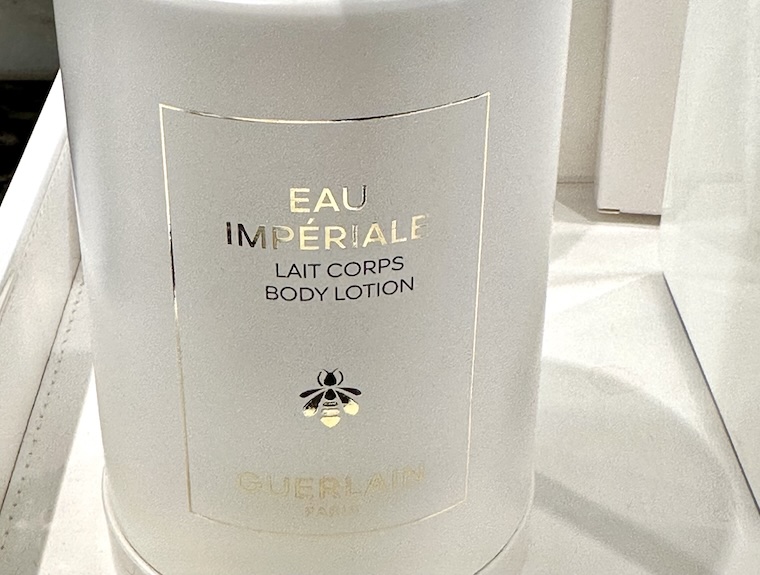 EAU
IMPÉRIALE
LAIT CORPS
BODY LOTION
GUERLAIN
PARIS